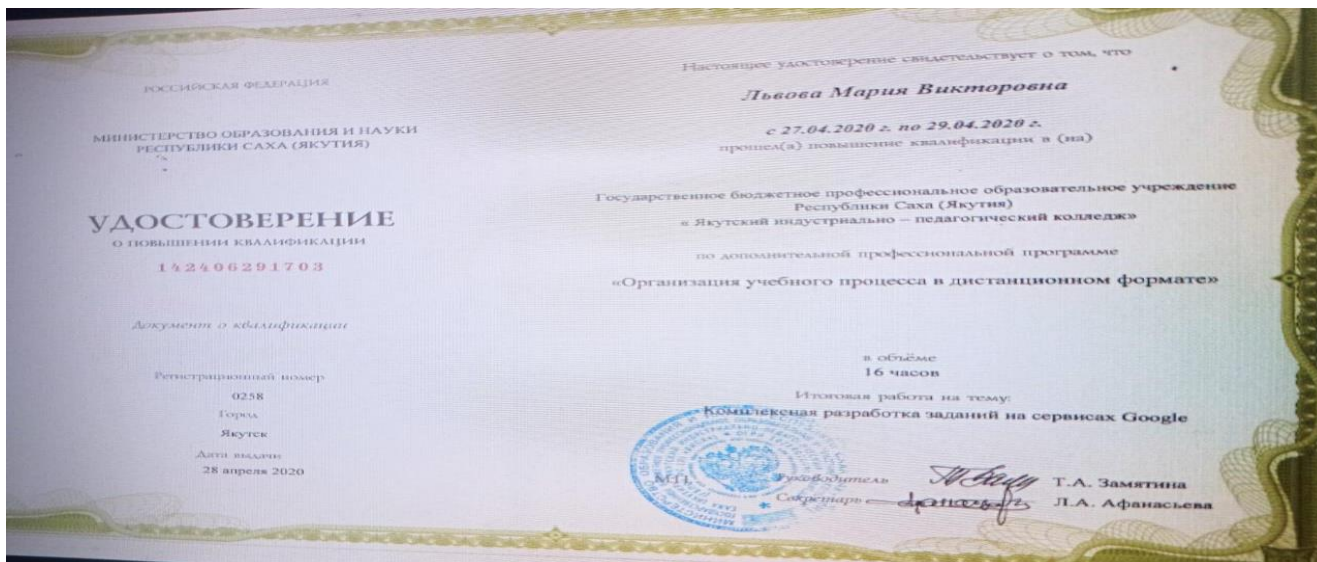 РОССИЙСКАЯ ФЕДЕРАЦИЯ
МИНИСТЕРСТВО ОБРАЗОВАНИЯ И НАУКИ
РЕСПУБЛИКИ САХА (ЯКУТИЯ)
УДОСТОВЕРЕНИЕ
О ПОВЫШЕНИИ КВАЛИФИКАЦИИ
142406291703
Документ о квалификации
Регистрационный номер
0258
Город
Якутск
Дата выдачи
28 апреля 2020
Настоящее удостоверение свидетельствует о том, что
Львова Мария Викторовна
с 27.04.2020 г. по 29.04.2020 г.
прошел(а) повышение квалификации в (на)
Государственное бюджетное профессиональное образовательное учреждение
Республики Саха (Якутия)
« Якутский индустриально – педагогический колледж»
по дополнительной профессиональной программе
«Организация учебного процесса в дистанционном формате»
в объёме
16 часов
Итоговая работа на тему:
Комплексная разработка заданий на сервисах Google
М.П.
Руководитель Т.А. Замятина
Секретарь Л.А. Афанасьева